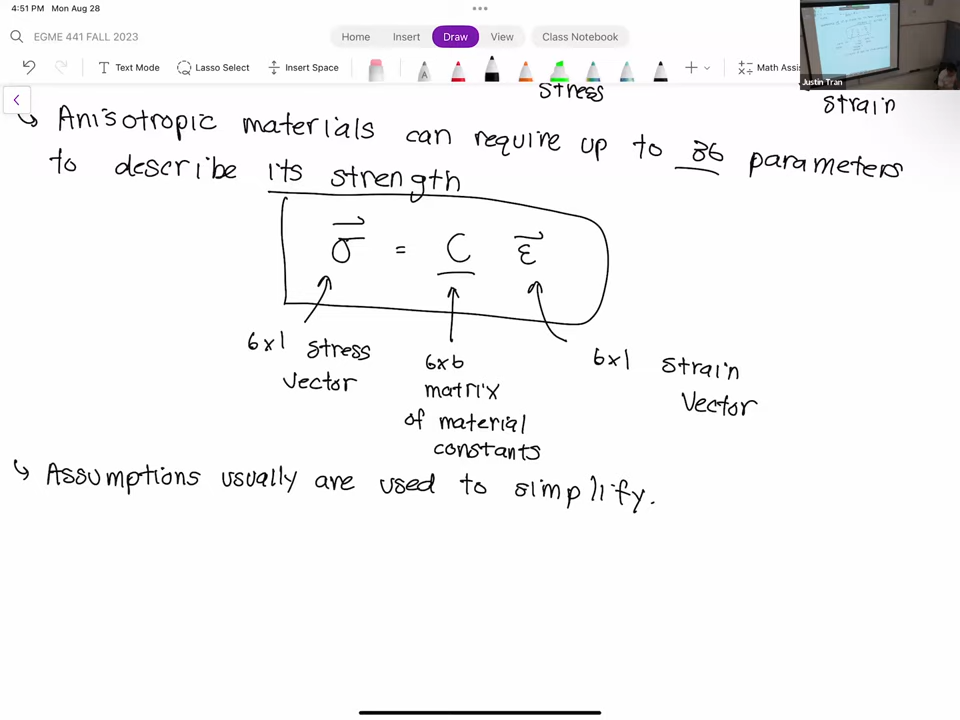 4:51 PM Mon Aug 28
EGME 441 FALL 2023
Home Insert Draw View Class Notebook
Text Mode Lasso Select Insert Space Math Assis
Justin Tran
stress
strain
↳ Anisotropic materials can require up to 36 parameters
to describe its strength
σ⃗ = C ε⃗
6x1 stress
vector
6x6
matrix
of material
constants
6x1 strain
vector
↳ Assumptions usually are used to simplify.